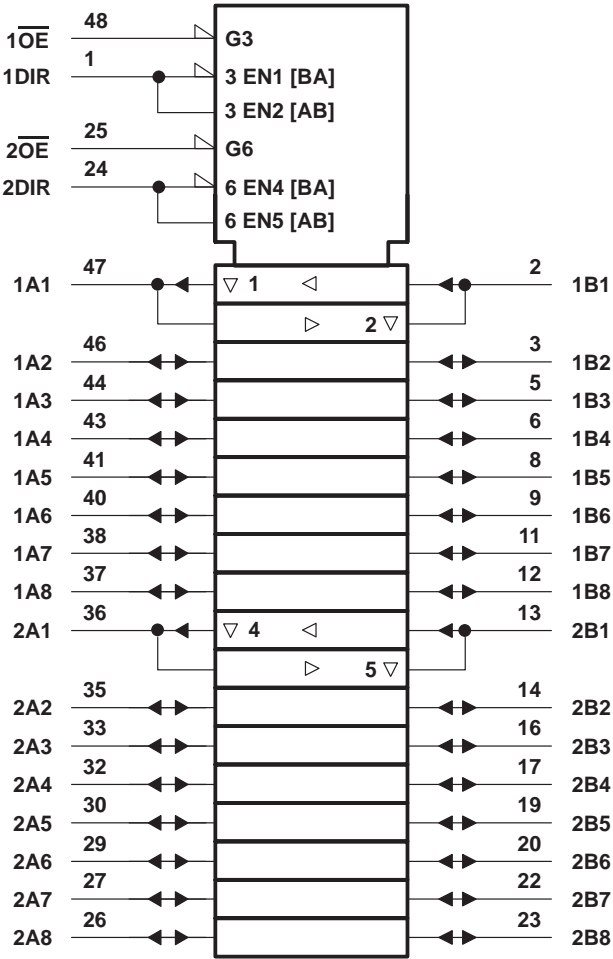 1O̅E̅ 48 G3
1DIR 1 3 EN1 [BA]
3 EN2 [AB]
2O̅E̅ 25 G6
2DIR 24 6 EN4 [BA]
6 EN5 [AB]
1A1 47 1 2 1B1
2
1A2 46 3 1B2
1A3 44 5 1B3
1A4 43 6 1B4
1A5 41 8 1B5
1A6 40 9 1B6
1A7 38 11 1B7
1A8 37 12 1B8
2A1 36 4 13 2B1
5
2A2 35 14 2B2
2A3 33 16 2B3
2A4 32 17 2B4
2A5 30 19 2B5
2A6 29 20 2B6
2A7 27 22 2B7
2A8 26 23 2B8